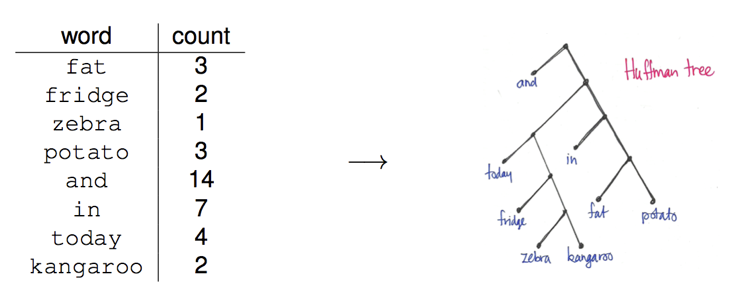 word count
fat 3
fridge 2
zebra 1
potato 3
and 14
in 7
today 4
kangaroo 2
Huffman tree
and
today
in
fridge
fat
potato
zebra
kangaroo